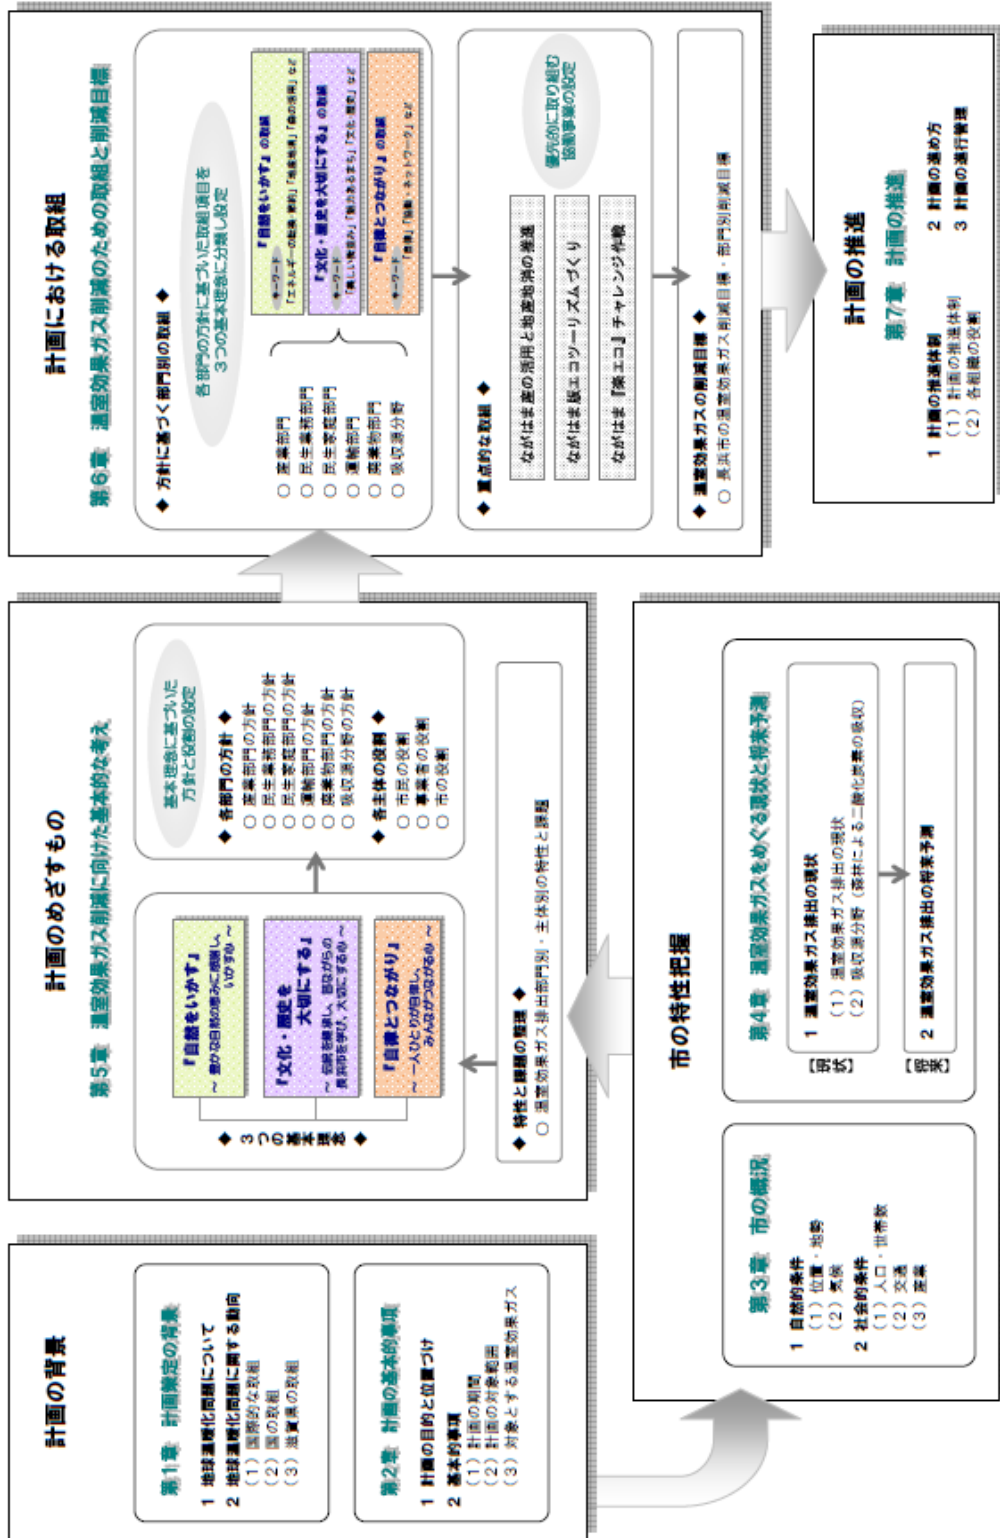 計画の背景
第1章 計画策定の背景
1 地球温暖化問題について
2 地球温暖化問題に関する動向
(1) 国際的な取組
(2) 国の取組
(3) 滋賀県の取組
第2章 計画の基本的事項
1 計画の目的と位置づけ
2 基本的事項
(1) 計画の期間
(2) 計画の対象範囲
(3) 対象とする温室効果ガス
市の特性把握
第3章 市の概況
1 自然的条件
(1) 位置・地勢
(2) 気候
2 社会的条件
(1) 人口・世帯数
(2) 交通
(3) 産業
第4章 温室効果ガスをめぐる現状と将来予測
【現状】
1 温室効果ガス排出の現状
(1) 温室効果ガス排出の現状
(2) 吸収源分野(森林による二酸化炭素の吸収)
【将来】
2 温室効果ガス排出の将来予測
計画のめざすもの
第5章 温室効果ガス削減に向けた基本的な考え
◆ 3つの基本理念 ◆
『自然をいかす』
～ 豊かな自然の恵みに感謝し、
いかす心 ～
『文化・歴史を
大切にする』
～ 伝統を継承し、昔ながらの
長浜市を学び、大切にする心 ～
『自律とつながり』
～ 一人ひとりが自律し、
みんながつながる心 ～
基本理念に基づいた
方針と役割の設定
◆ 各部門の方針 ◆
○ 産業部門の方針
○ 民生業務部門の方針
○ 民生家庭部門の方針
○ 運輸部門の方針
○ 廃棄物部門の方針
○ 吸収源分野の方針
◆ 各主体の役割 ◆
○ 市民の役割
○ 事業者の役割
○ 市の役割
◆ 特性と課題の整理 ◆
○ 温室効果ガス排出部門別・主体別の特性と課題
計画における取組
第6章 温室効果ガス削減のための取組と削減目標
◆ 方針に基づく部門別の取組 ◆
各部門の方針に基づいた取組項目を
3つの基本理念に分類し設定
○ 産業部門
○ 民生業務部門
○ 民生家庭部門
○ 運輸部門
○ 廃棄物部門
○ 吸収源分野
『自然をいかす』の取組
キーワード
『文化・歴史を大切にする』の取組
キーワード
『自律とつながり』の取組
キーワード
「自律」「協働・ネットワーク」など
◆ 重点的な取組 ◆
優先的に取り組む
協働事業の設定
ながはま産の活用と地産地消の推進
ながはま版エコツーリズムづくり
ながはま『楽エコ』チャレンジ作戦
◆ 温室効果ガスの削減目標 ◆
○ 長浜市の温室効果ガス削減目標・部門別削減目標
計画の推進
第7章 計画の推進
1 計画の推進体制
(1) 計画の推進体制
(2) 各組織の役割
2 計画の進め方
3 計画の進行管理